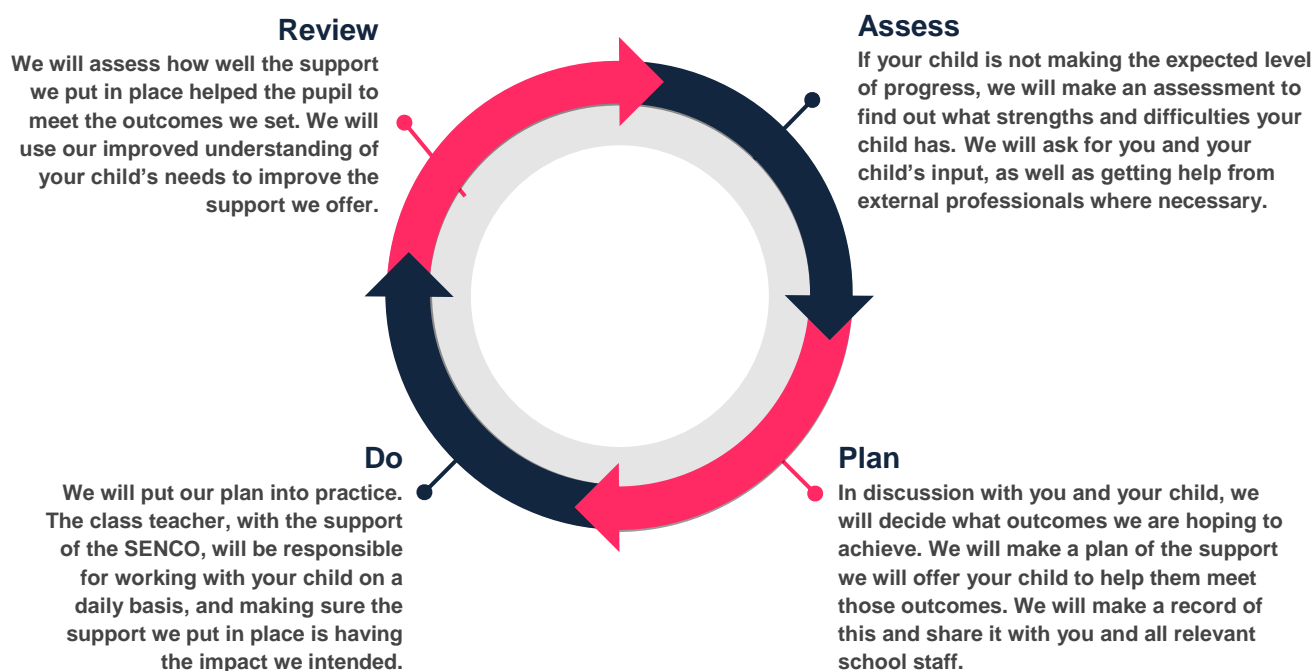 Review
We will assess how well the support
we put in place helped the pupil to
meet the outcomes we set. We will
use our improved understanding of
your child’s needs to improve the
support we offer.
Assess
If your child is not making the expected level
of progress, we will make an assessment to
find out what strengths and difficulties your
child has. We will ask for you and your
child’s input, as well as getting help from
external professionals where necessary.
Do
We will put our plan into practice.
The class teacher, with the support
of the SENCO, will be responsible
for working with your child on a
daily basis, and making sure the
support we put in place is having
the impact we intended.
Plan
In discussion with you and your child, we
will decide what outcomes we are hoping to
achieve. We will make a plan of the support
we will offer your child to help them meet
those outcomes. We will make a record of
this and share it with you and all relevant
school staff.